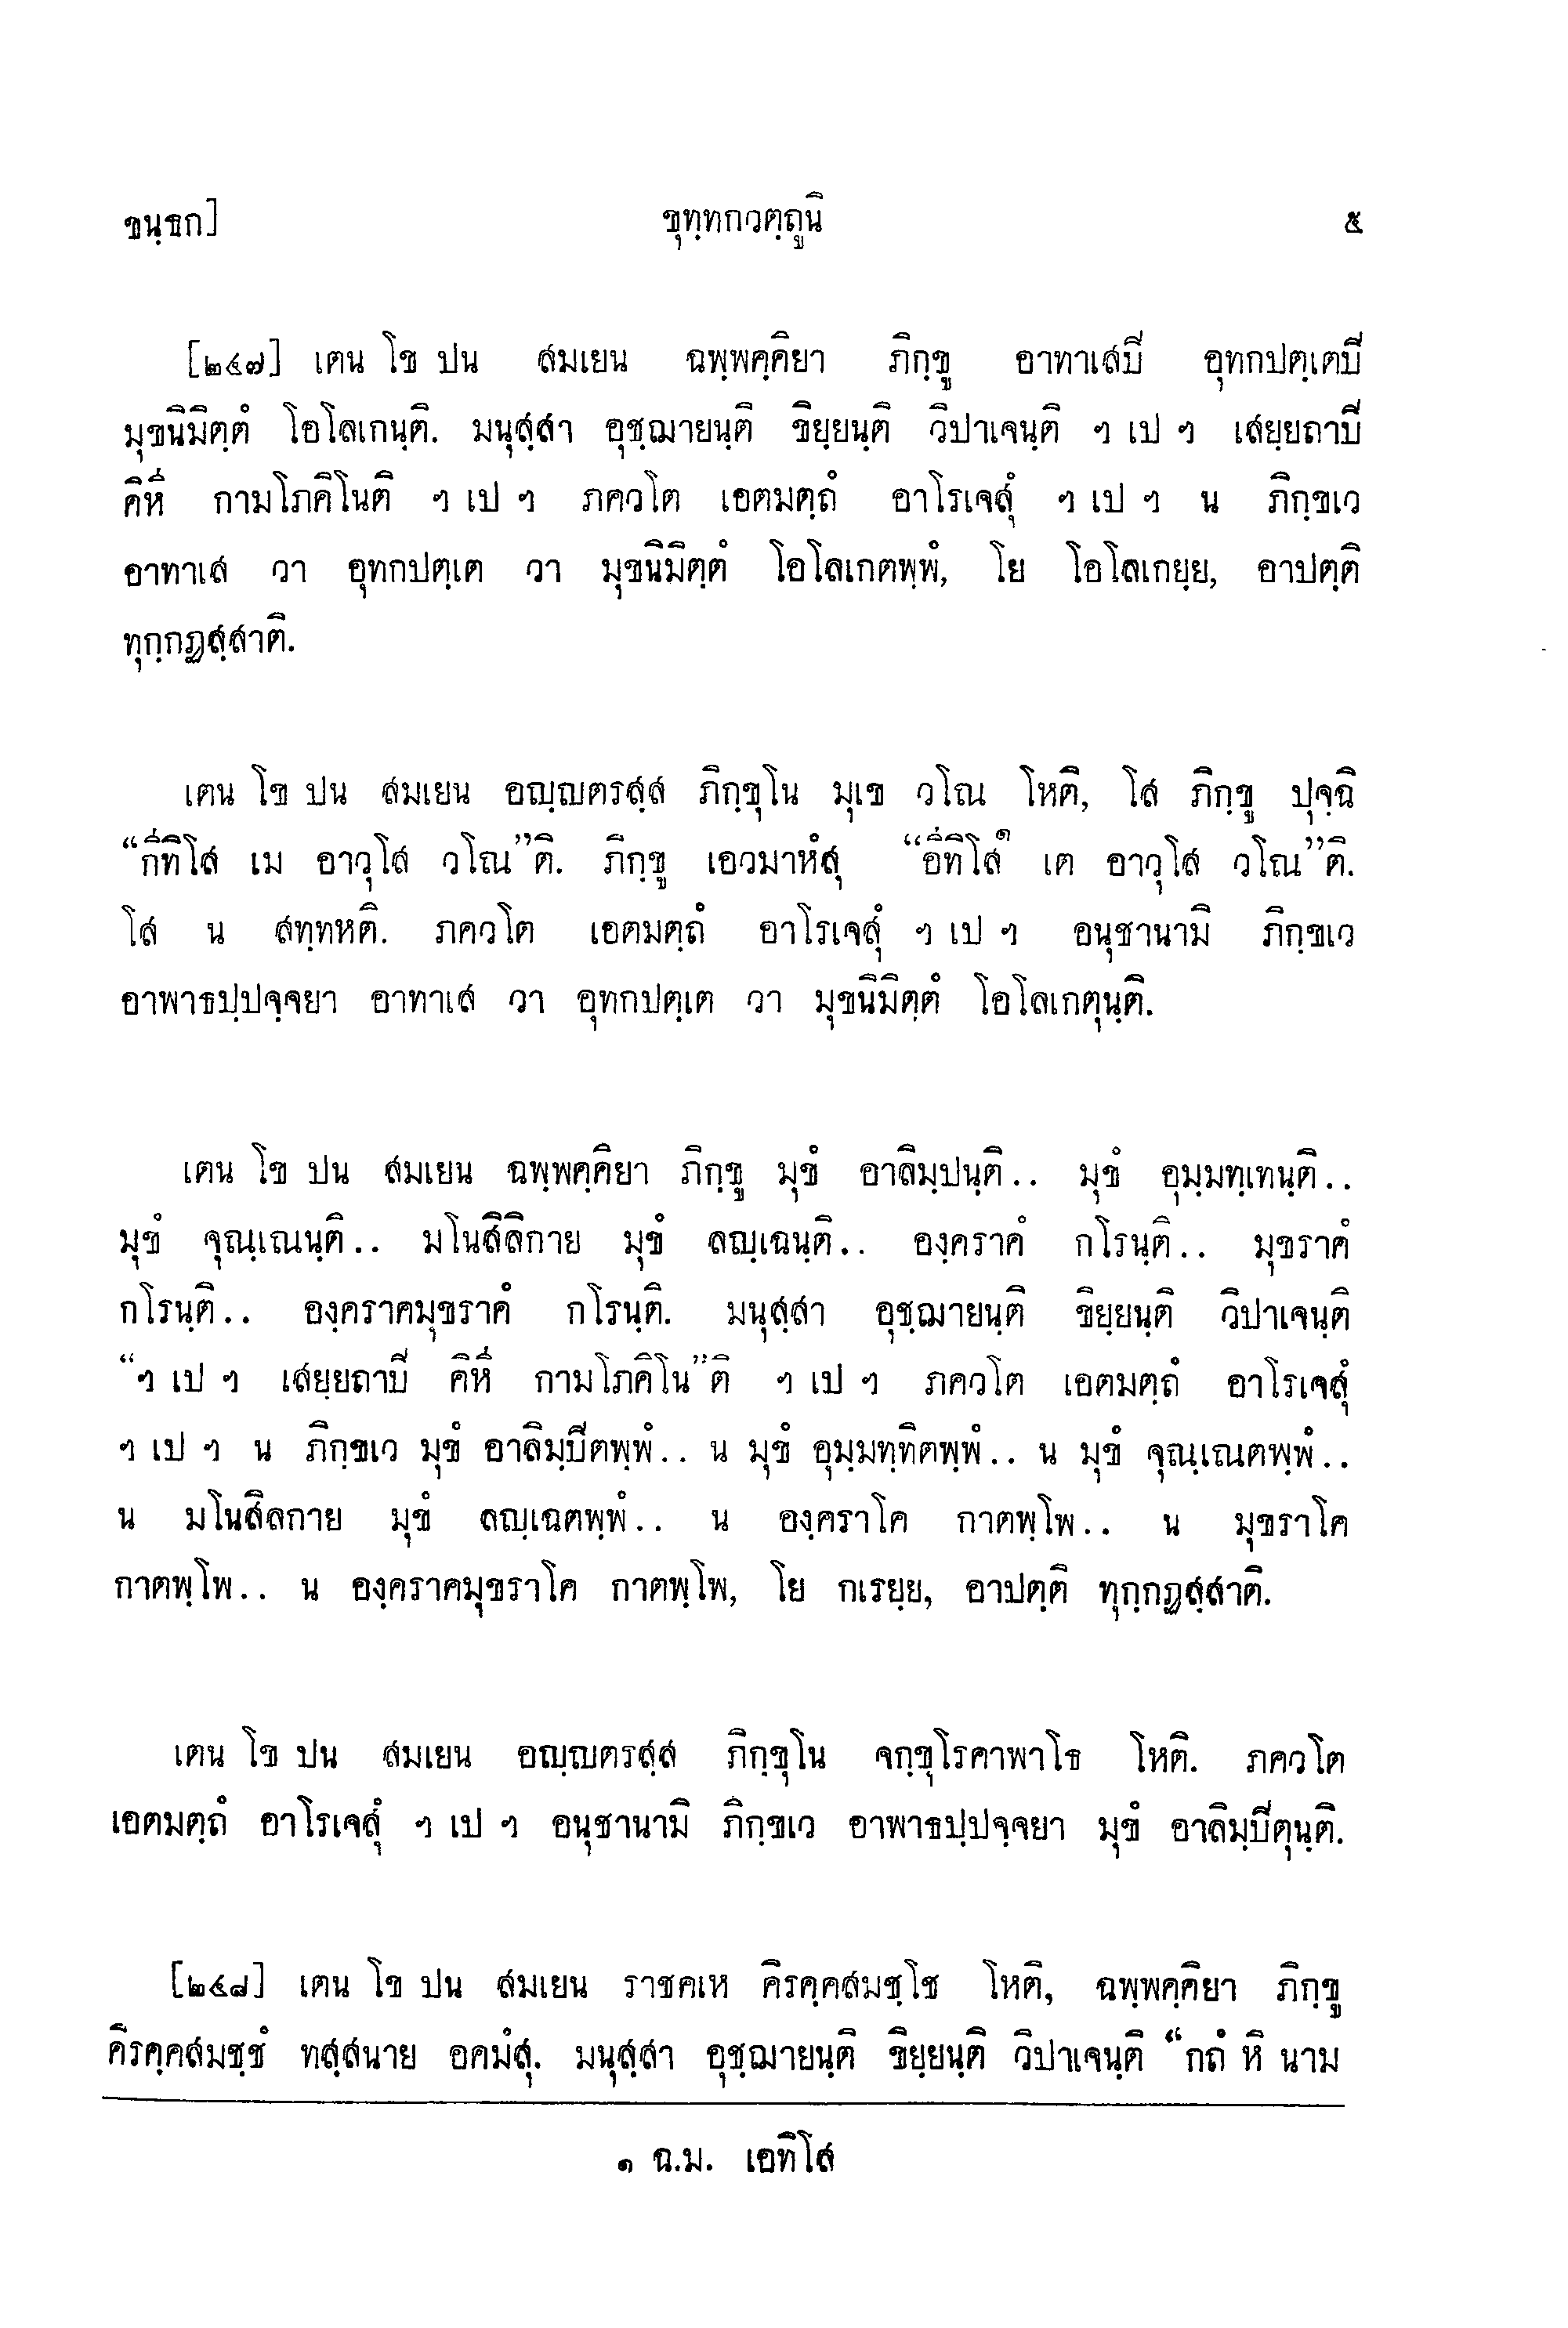 ขนฺธก]	ขุทฺทกวตฺถูนิ	๕
[๒๔๗] เตน โข ปน สมเยน ฉพฺพคฺคิยา ภิกฺขู อาทาเสปี อุทกปตฺเตปี
มุขนิมิตฺตํ โอโลเกนฺติ. มนุสฺสา อุชฺฌายนฺติ ขิยฺยนฺติ วิปาเจนฺติ ฯ เป ฯ เสยฺยถาปี
คิหี กามโภคิโนติ ฯ เป ฯ ภควโต เอตมตฺถํ อาโรเจสุํ ฯ เป ฯ น ภิกฺขเว
อาทาเส วา อุทกปตฺเต วา มุขนิมิตฺตํ โอโลเกตพฺพํ, โย โอโลเกยฺย, อาปตฺติ
ทุกฺกฏสฺสาติ.
เตน โข ปน สมเยน อญฺญตรสฺส ภิกฺขุโน มุเข วโณ โหติ, โส ภิกฺขู ปุจฺฉิ
“กีทิโส เม อาวุโส วโณ”ติ. ภิกฺขู เอวมาหํสุ “อีทิโส๑ เต อาวุโส วโณ”ติ.
โส น สทฺทหติ. ภควโต เอตมตฺถํ อาโรเจสุํ ฯ เป ฯ อนุชานามิ ภิกฺขเว
อาพาธปฺปจฺจยา อาทาเส วา อุทกปตฺเต วา มุขนิมิตฺตํ โอโลเกตุนฺติ.
เตน โข ปน สมเยน ฉพฺพคฺคิยา ภิกฺขู มุขํ อาลิมฺปนฺติ.. มุขํ อุมฺมทฺเทนฺติ..
มุขํ จุณฺเณนฺติ.. มโนสิลิกาย มุขํ ลญฺเฉนฺติ.. องฺคราคํ กโรนฺติ.. มุขราคํ
กโรนฺติ.. องฺคราคมุขราคํ กโรนฺติ. มนุสฺสา อุชฺฌายนฺติ ขิยฺยนฺติ วิปาเจนฺติ
“ฯ เป ฯ เสยฺยถาปี คิหี กามโภคิโน”ติ ฯ เป ฯ ภควโต เอตมตฺถํ อาโรเจสุํ
ฯ เป ฯ น ภิกฺขเว มุขํ อาลิมฺปีตพฺพํ.. น มุขํ อุมฺมทฺทิตพฺพํ.. น มุขํ จุณฺเณตพฺพํ..
น มโนสิลกาย มุขํ ลญฺเฉตพฺพํ.. น องฺคราโค กาตพฺโพ.. น มุขราโค
กาตพฺโพ.. น องฺคราคมุขราโค กาตพฺโพ, โย กเรยฺย, อาปตฺติ ทุกฺกฏสฺสาติ.
เตน โข ปน สมเยน อญฺญตรสฺส ภิกฺขุโน จกฺขุโรคาพาโธ โหติ. ภควโต
เอตมตฺถํ อาโรเจสุํ ฯ เป ฯ อนุชานามิ ภิกฺขเว อาพาธปฺปจฺจยา มุขํ อาลิมฺปีตุนฺติ.
[๒๔๘] เตน โข ปน สมเยน ราชคเห คิรคฺคสมชฺโช โหติ, ฉพฺพคฺคิยา ภิกฺขู
คิรคฺคสมชฺชํ ทสฺสนาย อคมํสุ. มนุสฺสา อุชฺฌายนฺติ ขิยฺยนฺติ วิปาเจนฺติ “กถํ หิ นาม
๑ ฉ.ม. เอทิโส